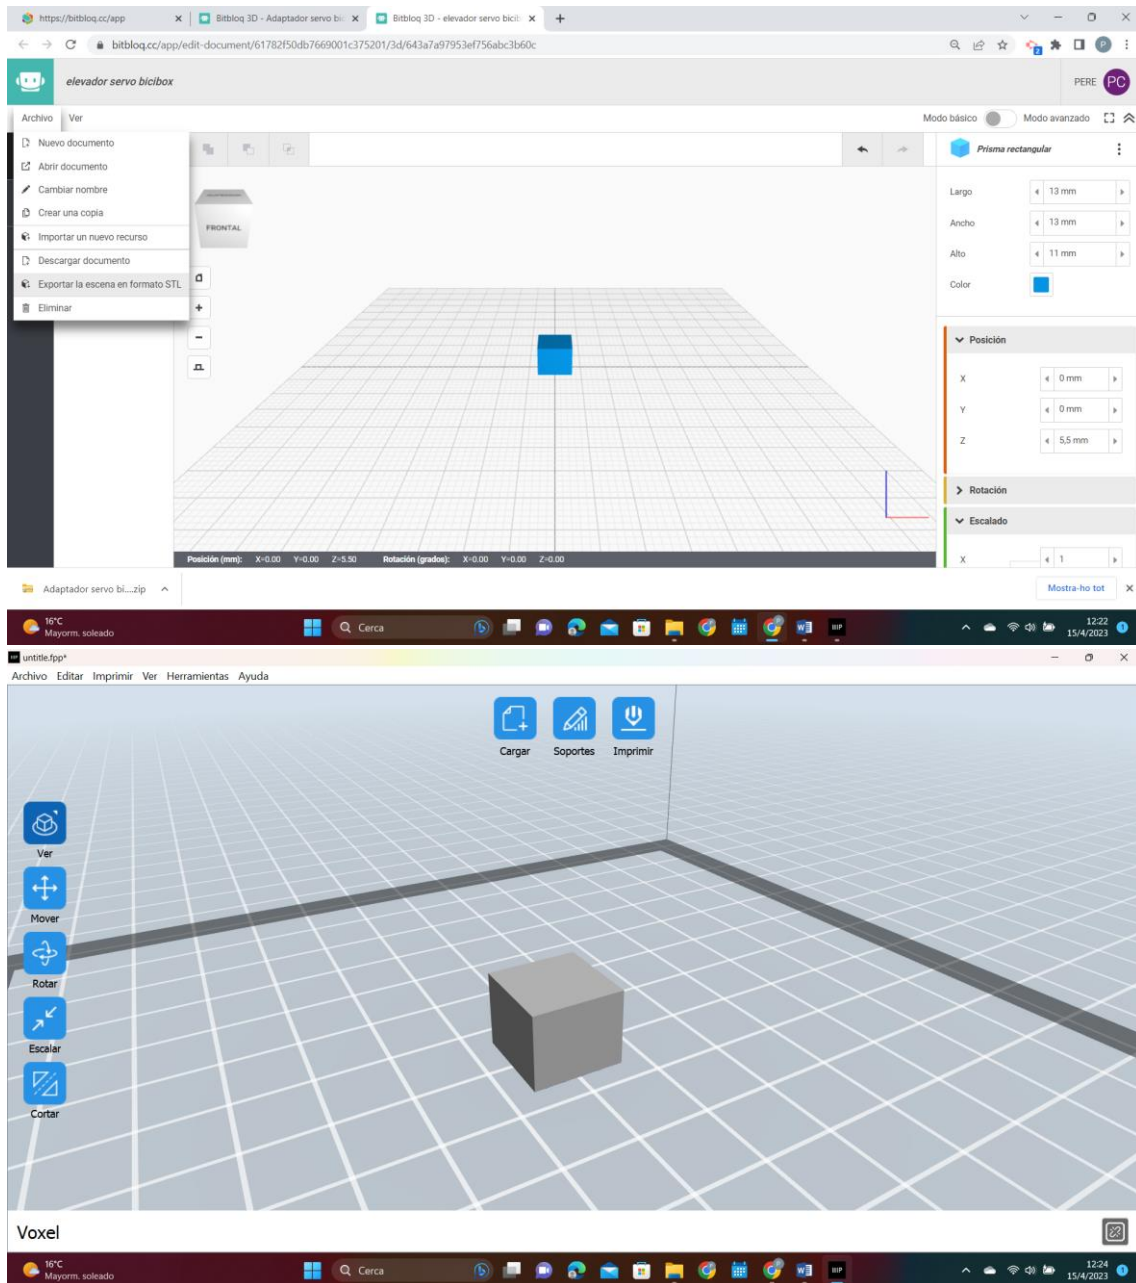 https://bitbloq.cc/app
Bitbloq 3D - Adaptador servo bic
Bitbloq 3D - elevador servo bicib
bitbloq.cc/app/edit-document/61782f50db7669001c375201/3d/643a7a97953ef756abc3b60c
2
P
elevador servo bicibox
PERE
PC
Archivo Ver
Modo básico
Modo avanzado
Nuevo documento
Abrir documento
Cambiar nombre
Crear una copia
Importar un nuevo recurso
Descargar documento
Exportar la escena en formato STL
Eliminar
FRONTAL
Prisma rectangular
Largo 13 mm
Ancho 13 mm
Alto 11 mm
Color
Posición
X 0 mm
Y 0 mm
Z 5,5 mm
Rotación
Escalado
X 1
Posición (mm): X=0.00 Y=0.00 Z=5.50 Rotación (grados): X=0.00 Y=0.00 Z=0.00
Adaptador servo bi....zip
Mostra-ho tot
16°C
Mayorm. soleado
Cerca
12:22
15/4/2023
1
untitle.fpp*
Archivo Editar Imprimir Ver Herramientas Ayuda
Cargar Soportes Imprimir
Ver
Mover
Rotar
Escalar
Cortar
Voxel
16°C
Mayorm. soleado
Cerca
12:24
15/4/2023
1